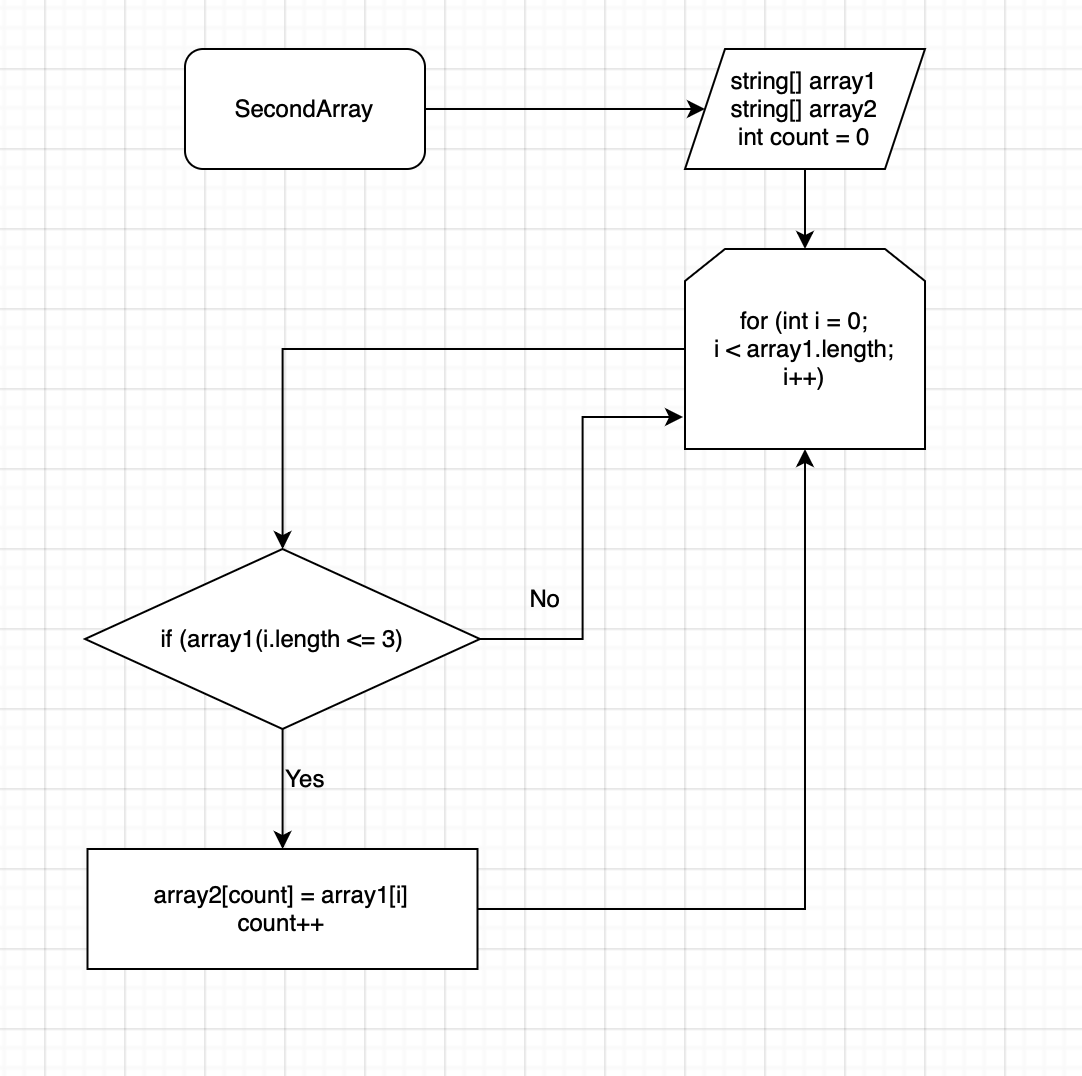 SecondArray
string[] array1
string[] array2
int count = 0
for (int i = 0;
i < array1.length;
i++)
if (array1(i.length <= 3)
No
Yes
array2[count] = array1[i]
count++